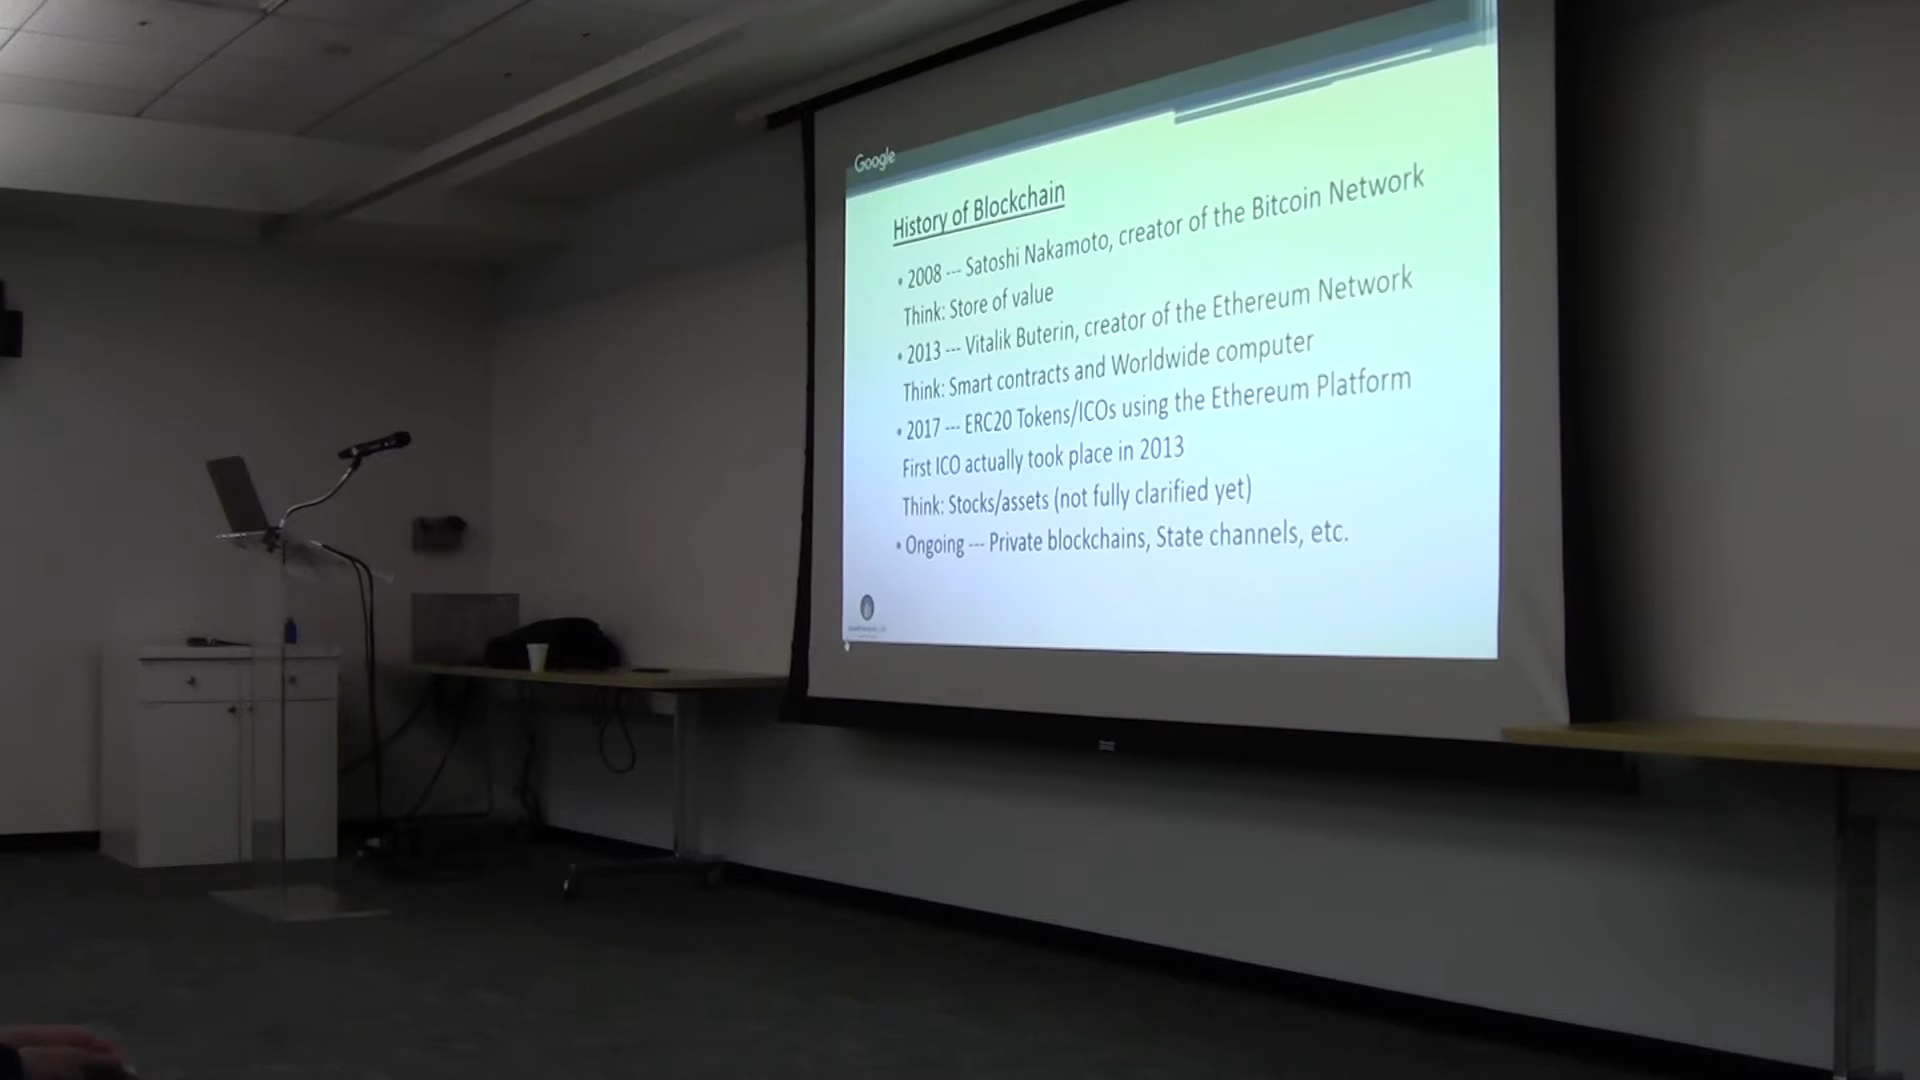 Google
History of Blockchain
• 2008 --- Satoshi Nakamoto, creator of the Bitcoin Network
Think: Store of value
• 2013 --- Vitalik Buterin, creator of the Ethereum Network
Think: Smart contracts and Worldwide computer
• 2017 --- ERC20 Tokens/ICOs using the Ethereum Platform
First ICO actually took place in 2013
Think: Stocks/assets (not fully clarified yet)
• Ongoing --- Private blockchains, State channels, etc.